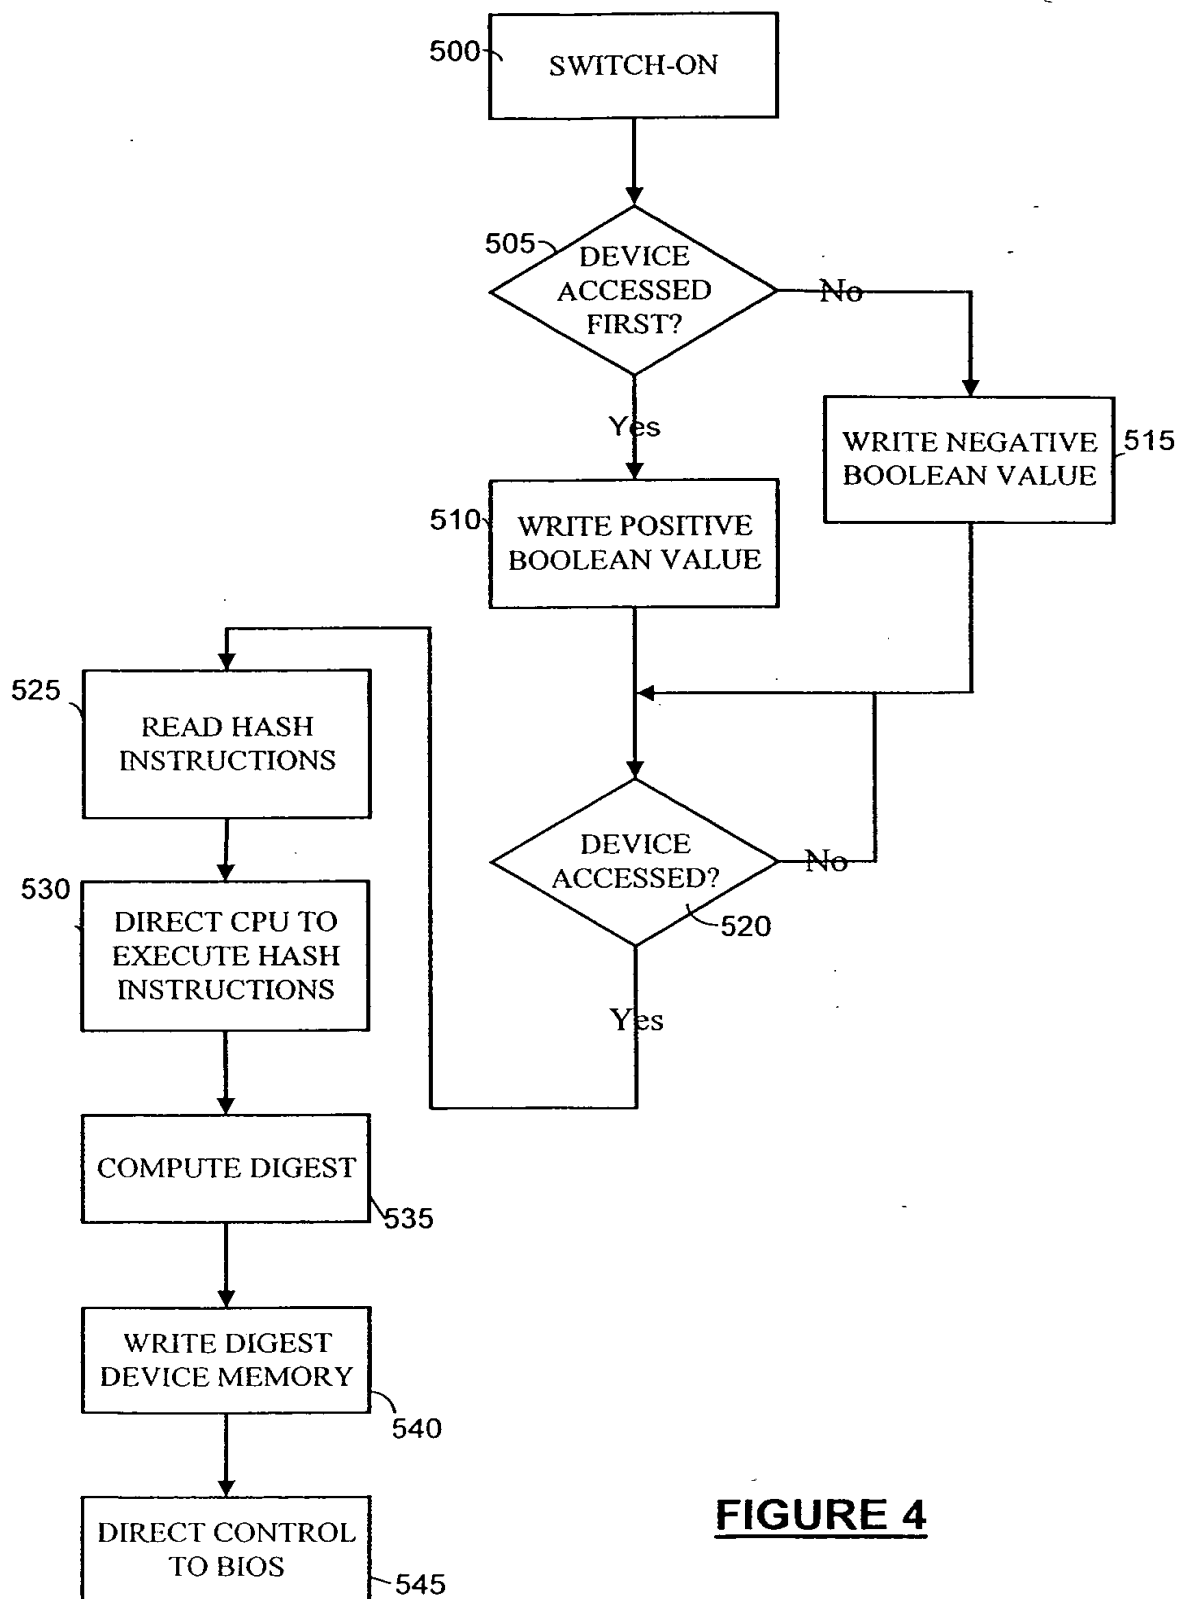 500
SWITCH-ON
505
DEVICE
ACCESSED
FIRST?
No
Yes
WRITE NEGATIVE
BOOLEAN VALUE
515
510
WRITE POSITIVE
BOOLEAN VALUE
525
READ HASH
INSTRUCTIONS
DEVICE
ACCESSED?
No
520
Yes
530
DIRECT CPU TO
EXECUTE HASH
INSTRUCTIONS
COMPUTE DIGEST
535
WRITE DIGEST
DEVICE MEMORY
540
DIRECT CONTROL
TO BIOS
545
FIGURE 4